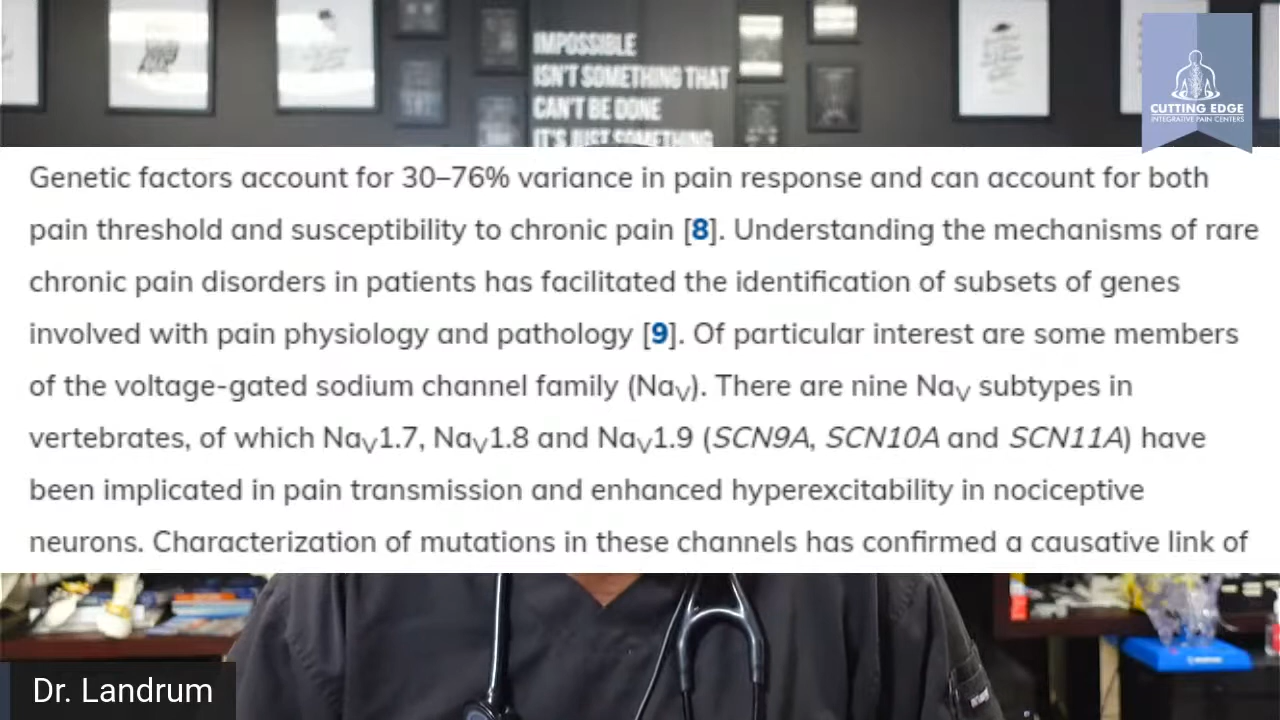 IMPOSSIBLE
ISN'T SOMETHING THAT
CAN'T BE DONE
IT'S JUST SOMETHING
CUTTING EDGE
INTEGRATIVE PAIN CENTERS
Genetic factors account for 30–76% variance in pain response and can account for both
pain threshold and susceptibility to chronic pain [8]. Understanding the mechanisms of rare
chronic pain disorders in patients has facilitated the identification of subsets of genes
involved with pain physiology and pathology [9]. Of particular interest are some members
of the voltage-gated sodium channel family (NaV). There are nine NaV subtypes in
vertebrates, of which NaV1.7, NaV1.8 and NaV1.9 (SCN9A, SCN10A and SCN11A) have
been implicated in pain transmission and enhanced hyperexcitability in nociceptive
neurons. Characterization of mutations in these channels has confirmed a causative link of
Dr. Landrum